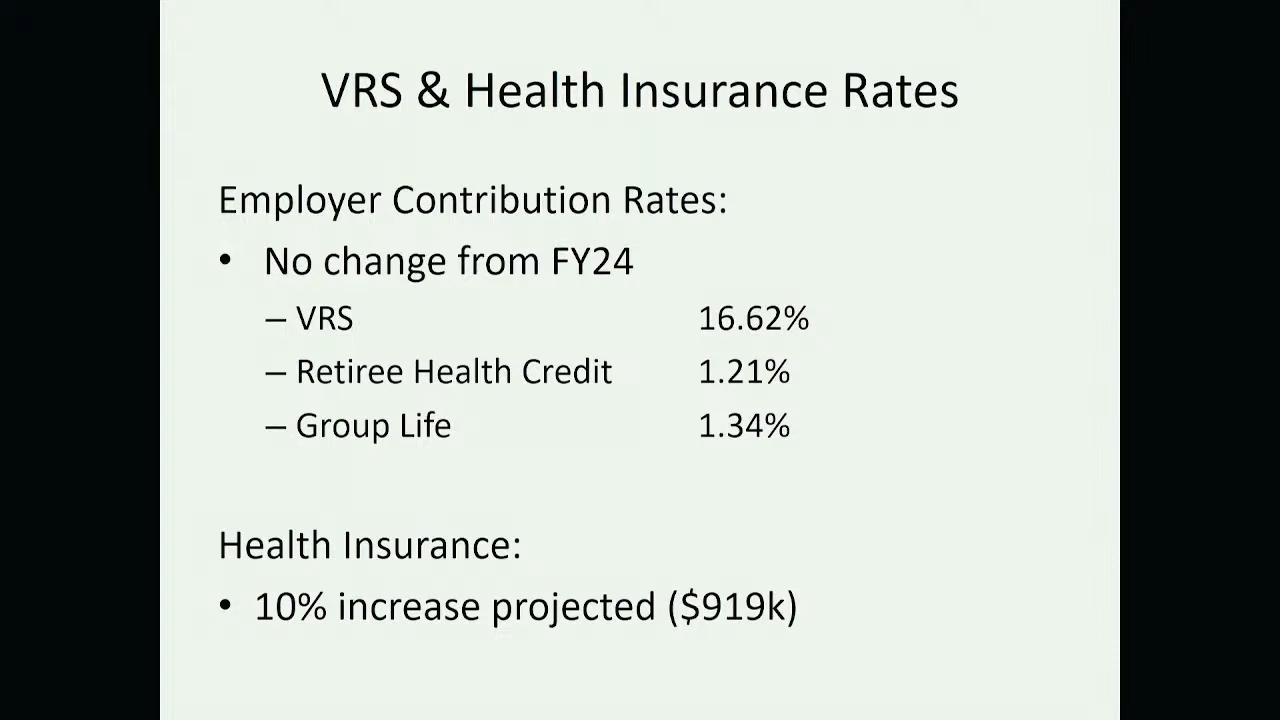 VRS & Health Insurance Rates
Employer Contribution Rates:
• No change from FY24
– VRS 16.62%
– Retiree Health Credit 1.21%
– Group Life 1.34%
Health Insurance:
• 10% increase projected ($919k)